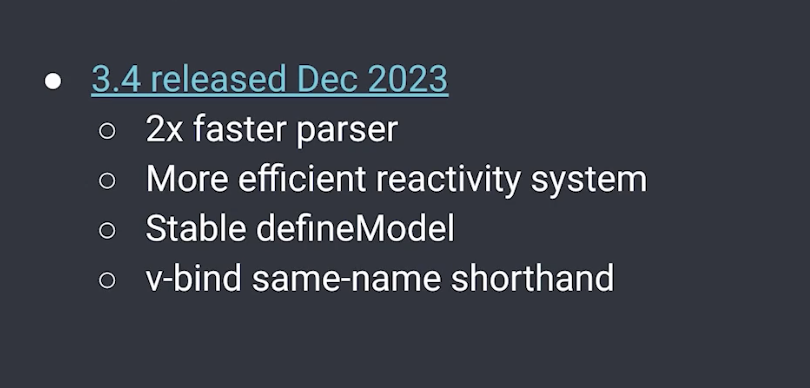 ● 3.4 released Dec 2023
○ 2x faster parser
○ More efficient reactivity system
○ Stable defineModel
○ v-bind same-name shorthand